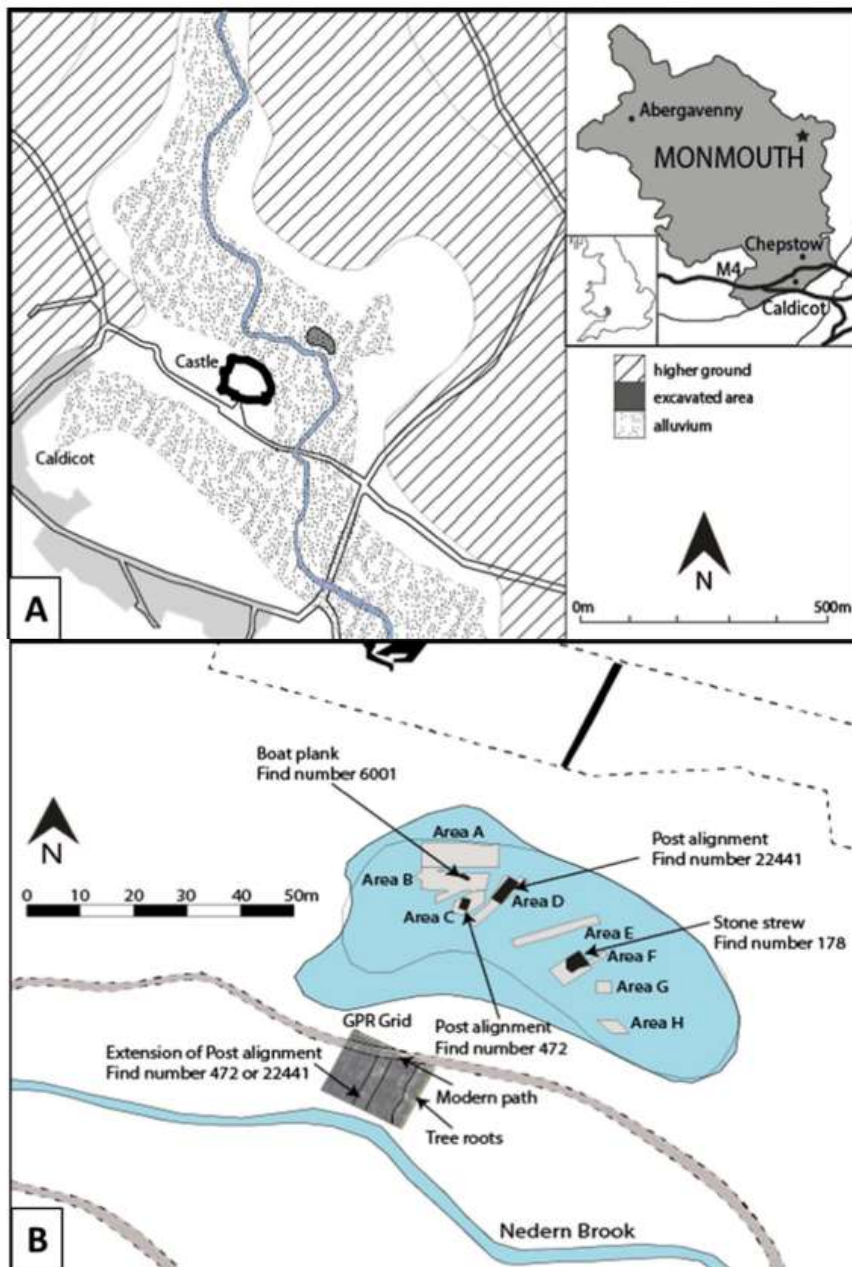 Castle
Caldicot
A
Abergavenny
MONMOUTH
Chepstow
M4
Caldicot
higher ground
excavated area
alluvium
N
0m
500m
Boat plank
Find number 6001
N
0 10 20 30 40 50m
Area A
Area B
Area C
Area D
Post alignment
Find number 22441
Area E
Stone strew
Find number 178
Area F
Area G
Area H
GPR Grid
Post alignment
Find number 472
Extension of Post alignment
Find number 472 or 22441
Modern path
Tree roots
Nedern Brook
B